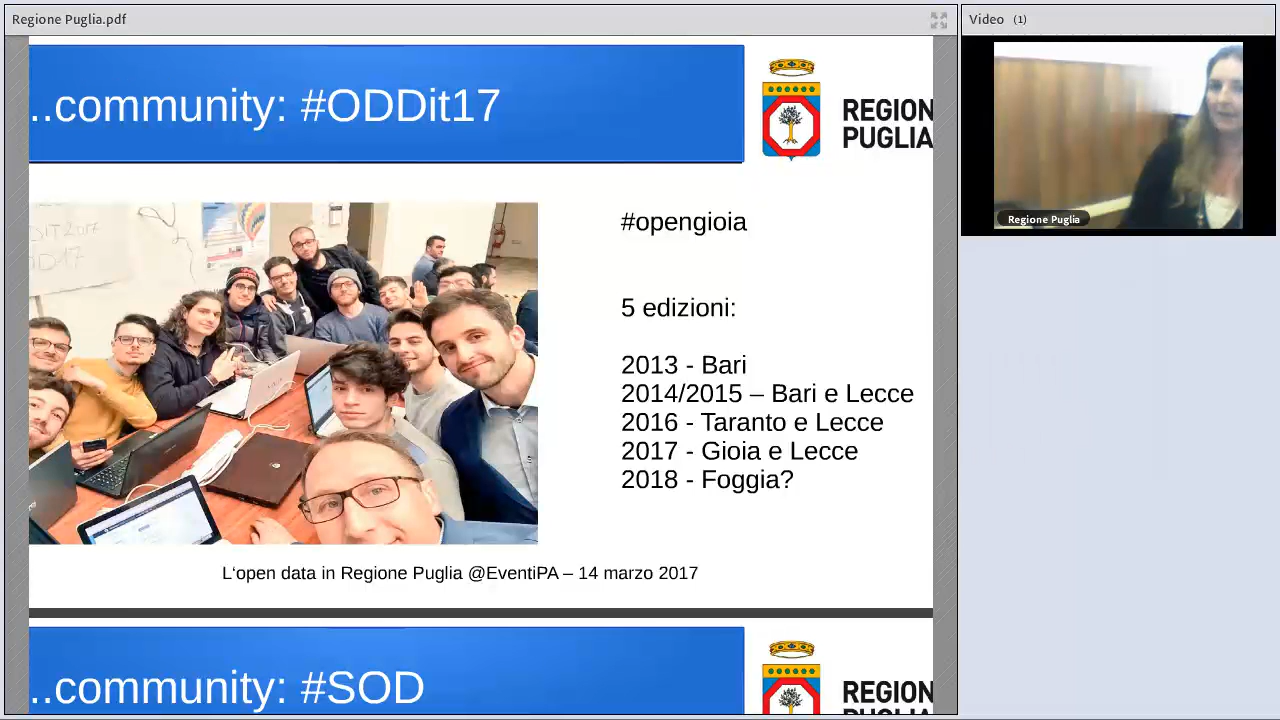 Regione Puglia.pdf
Video (1)
..community: #ODDit17
REGION
PUGLIA
Regione Puglia
#opengioia
5 edizioni:
2013 - Bari
2014/2015 – Bari e Lecce
2016 - Taranto e Lecce
2017 - Gioia e Lecce
2018 - Foggia?
L‘open data in Regione Puglia @EventiPA – 14 marzo 2017
..community: #SOD
REGION